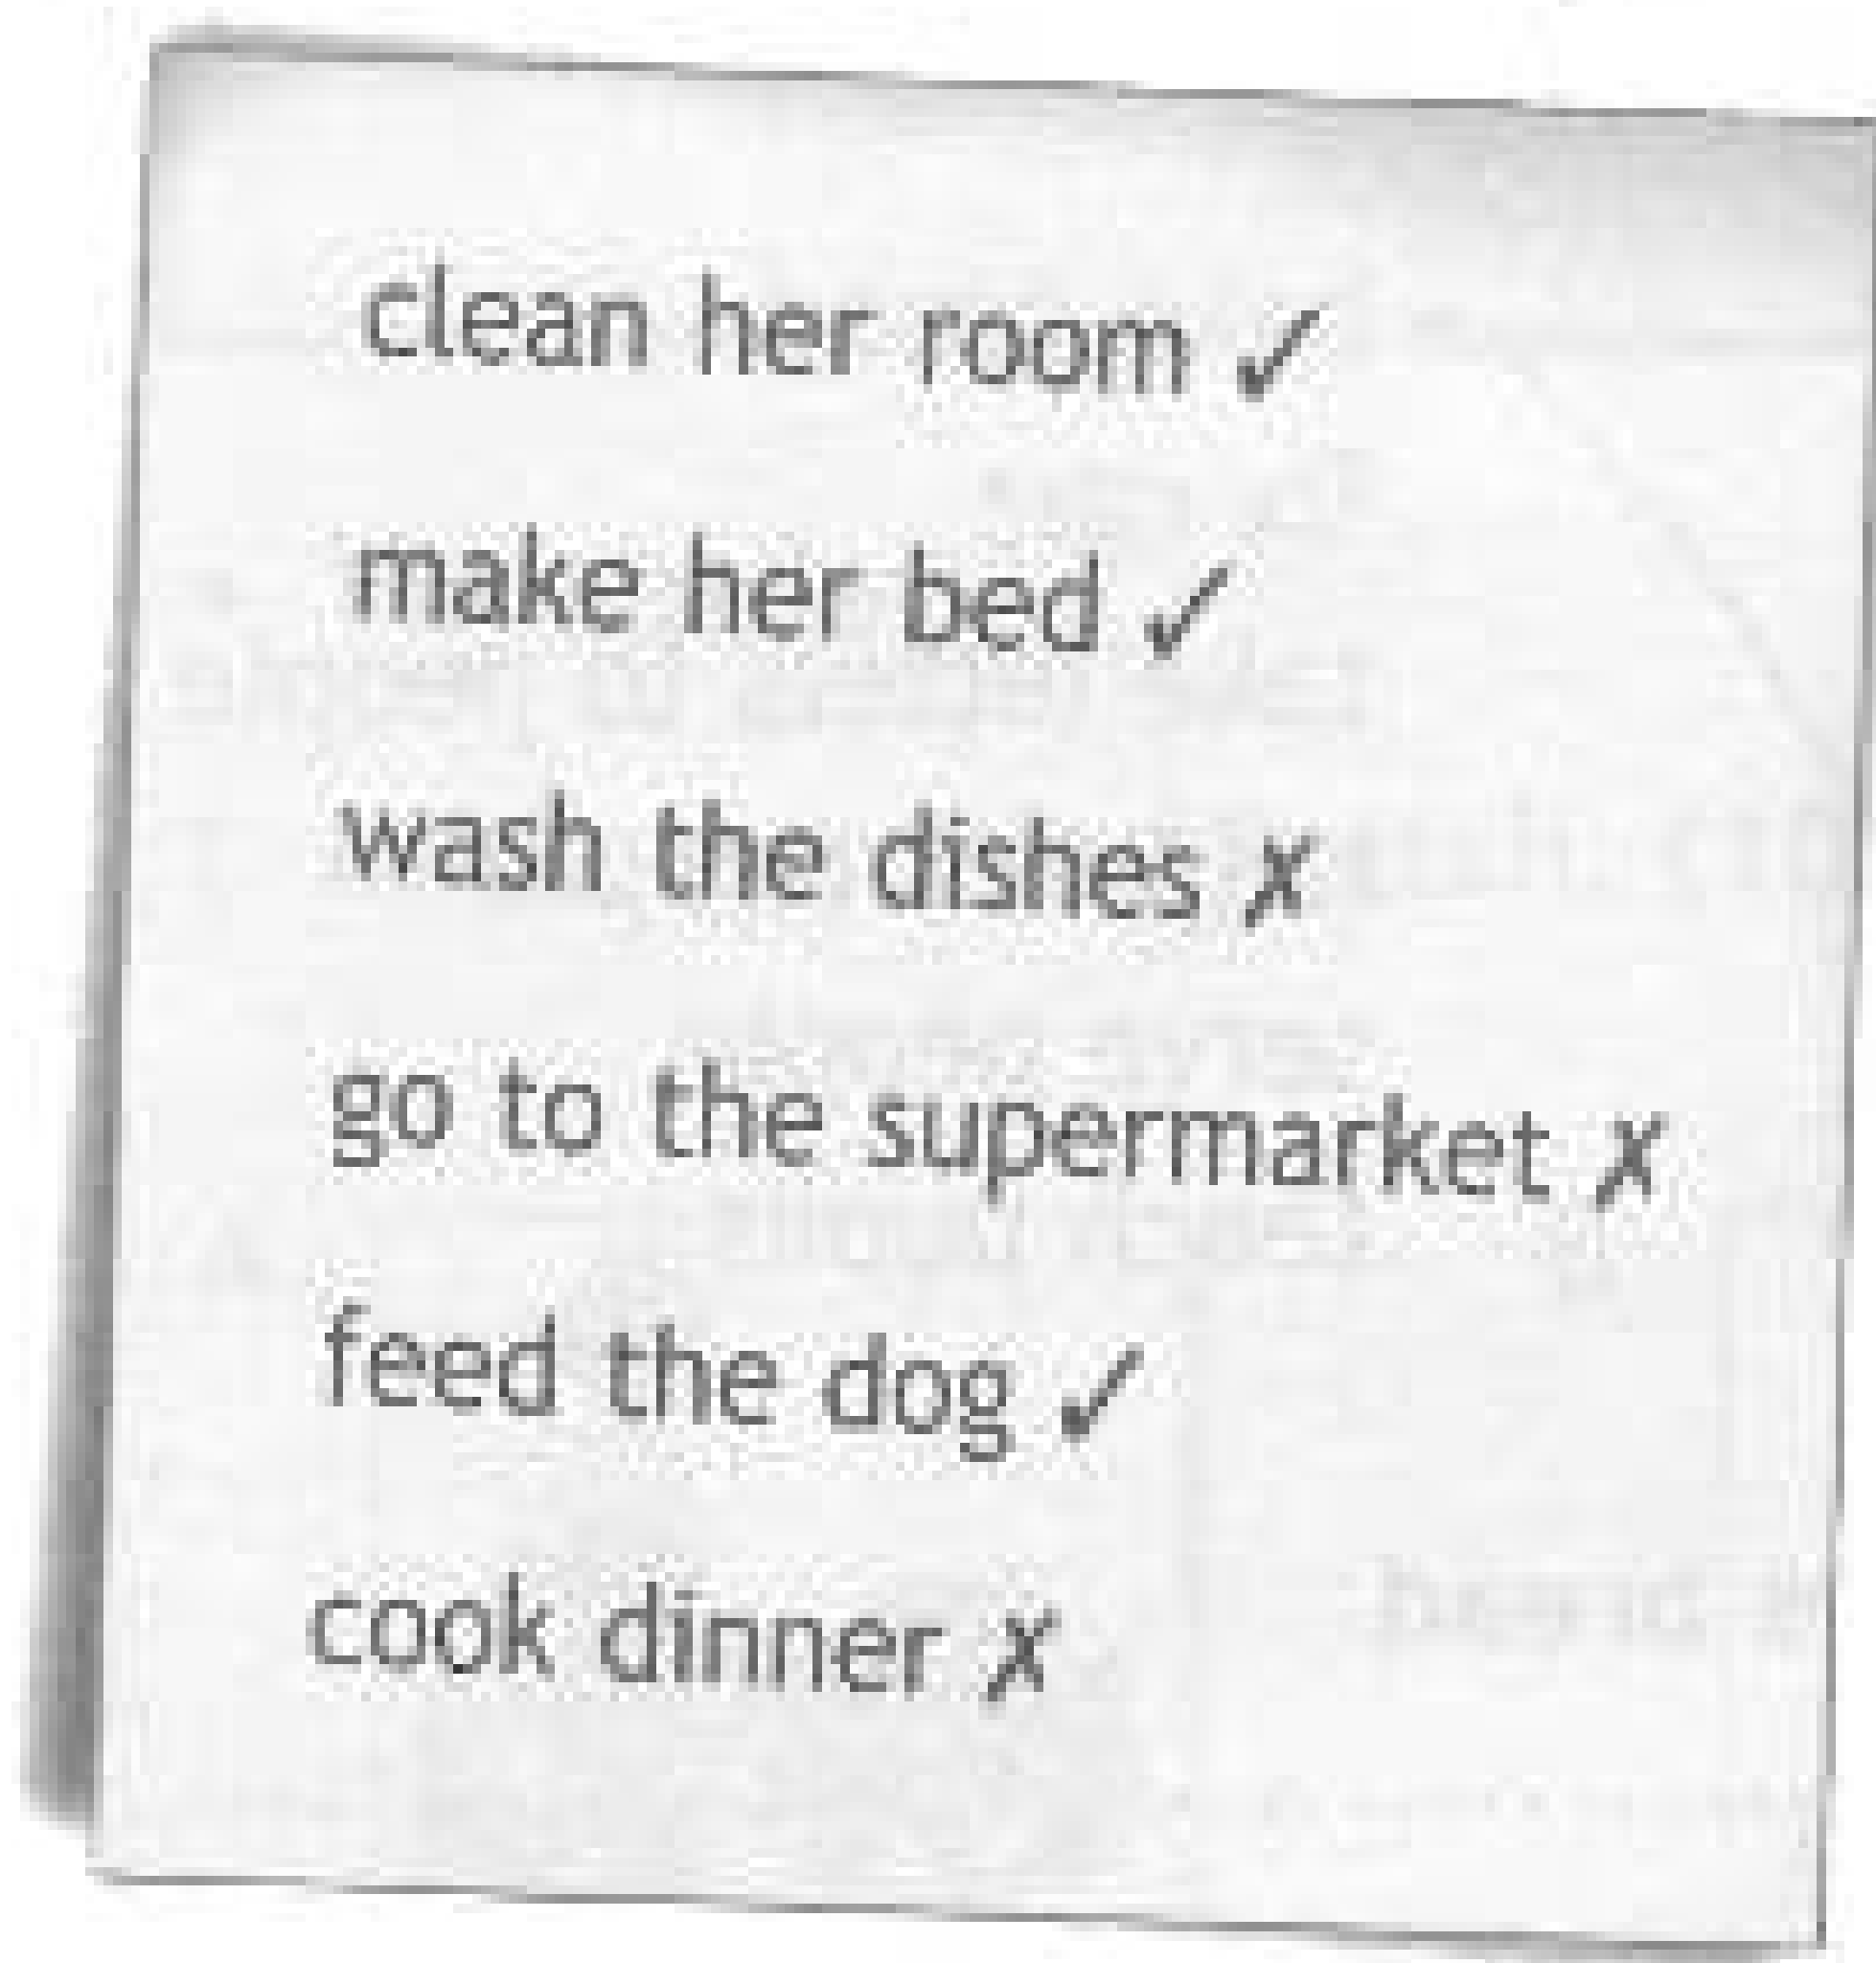 clean her room ✓
make her bed ✓
wash the dishes ✗
go to the supermarket ✗
feed the dog ✓
cook dinner ✗